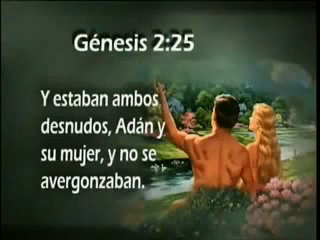 Génesis 2:25
Y estaban ambos
desnudos, Adán y
su mujer, y no se
avergonzaban.